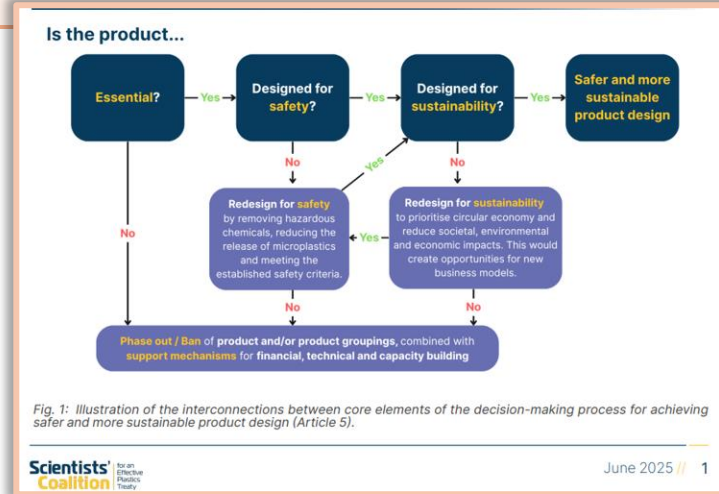 Is the product...
Essential?
Yes
Designed for
safety?
Yes
Designed for
sustainability?
Yes
Safer and more
sustainable
product design
No
No
Yes
No
Redesign for safety
by removing hazardous
chemicals, reducing the
release of microplastics
and meeting the
established safety criteria.
Yes
Redesign for sustainability
to prioritise circular economy and
reduce societal, environmental
and economic impacts. This would
create opportunities for new
business models.
No
No
Phase out / Ban of product and/or product groupings, combined with
support mechanisms for financial, technical and capacity building
Fig. 1: Illustration of the interconnections between core elements of the decision-making process for achieving
safer and more sustainable product design (Article 5).
Scientists'
Coalition
for an
Effective
Plastics
Treaty
June 2025 // 1